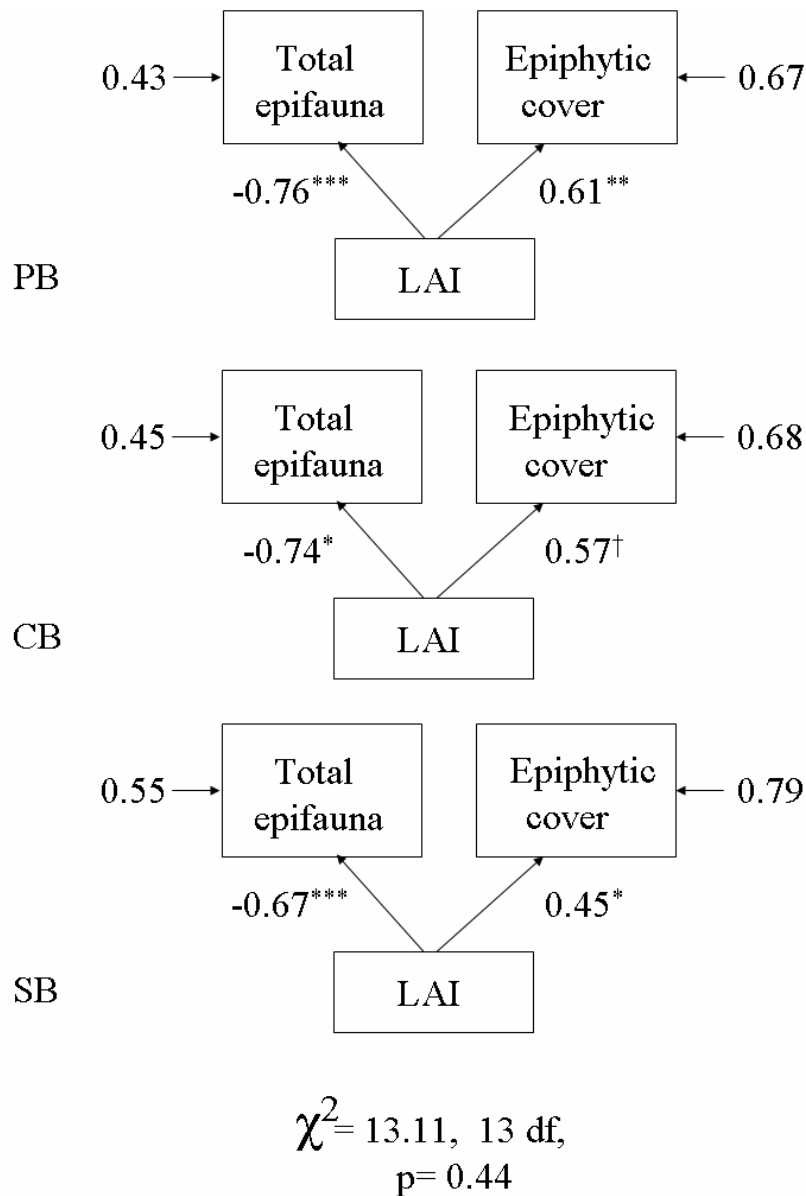 0.43
Total
epifauna
Epiphytic
cover
0.67
-0.76***
0.61**
PB
LAI
0.45
Total
epifauna
Epiphytic
cover
0.68
-0.74*
0.57†
CB
LAI
0.55
Total
epifauna
Epiphytic
cover
0.79
-0.67***
0.45*
SB
LAI
χ²= 13.11, 13 df,
p= 0.44